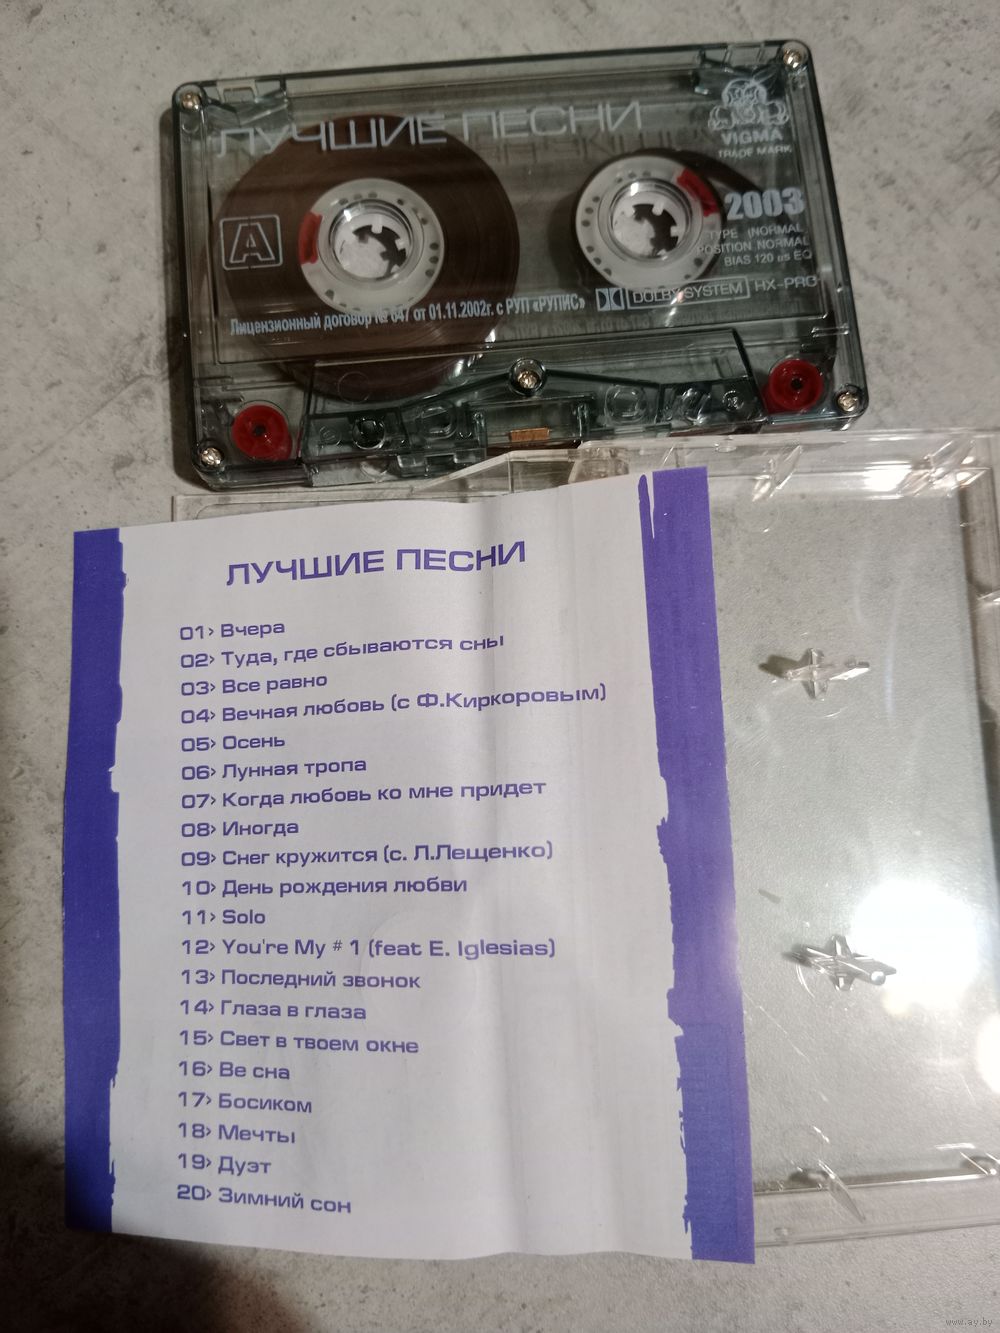 ЛУЧШИЕ ПЕСНИ
VIGMA
TRADE MARK
2003
A
TYPE I NORMAL
POSITION NORMAL
BIAS 120 µs EQ
DOLBY SYSTEM HX-PRO
Лицензионный договор № 047 от 01.11.2002г. с РУП «РУПИС»
ЛУЧШИЕ ПЕСНИ
01> Вчера
02> Туда, где сбываются сны
03> Все равно
04> Вечная любовь (с Ф.Киркоровым)
05> Осень
06> Лунная тропа
07> Когда любовь ко мне придет
08> Иногда
09> Снег кружится (с. Л.Лещенко)
10> День рождения любви
11> Solo
12> You're My # 1 (feat E. Iglesias)
13> Последний звонок
14> Глаза в глаза
15> Свет в твоем окне
16> Ве сна
17> Босиком
18> Мечты
19> Дуэт
20> Зимний сон
www.ay.by